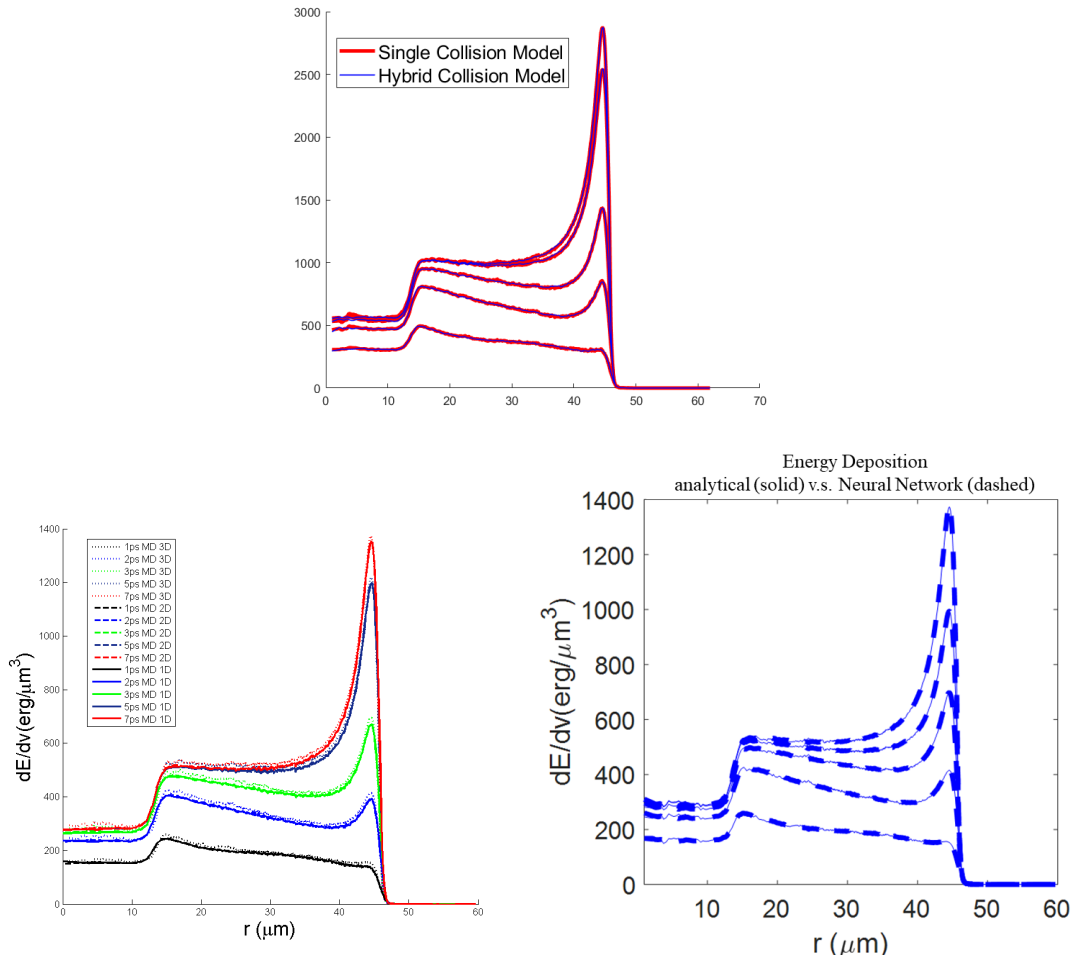 3000
2500
2000
1500
1000
500
0
Single Collision Model
Hybrid Collision Model
0 10 20 30 40 50 60 70
1400
1200
1000
800
600
400
200
0
dE/dv(erg/μm³)
1ps MD 3D
2ps MD 3D
3ps MD 3D
5ps MD 3D
7ps MD 3D
1ps MD 2D
2ps MD 2D
3ps MD 2D
5ps MD 2D
7ps MD 2D
1ps MD 1D
2ps MD 1D
3ps MD 1D
5ps MD 1D
7ps MD 1D
0 10 20 30 40 50 60
r (μm)
Energy Deposition
analytical (solid) v.s. Neural Network (dashed)
1400
1200
1000
800
600
400
200
0
dE/dv(erg/μm³)
10 20 30 40 50 60
r (μm)